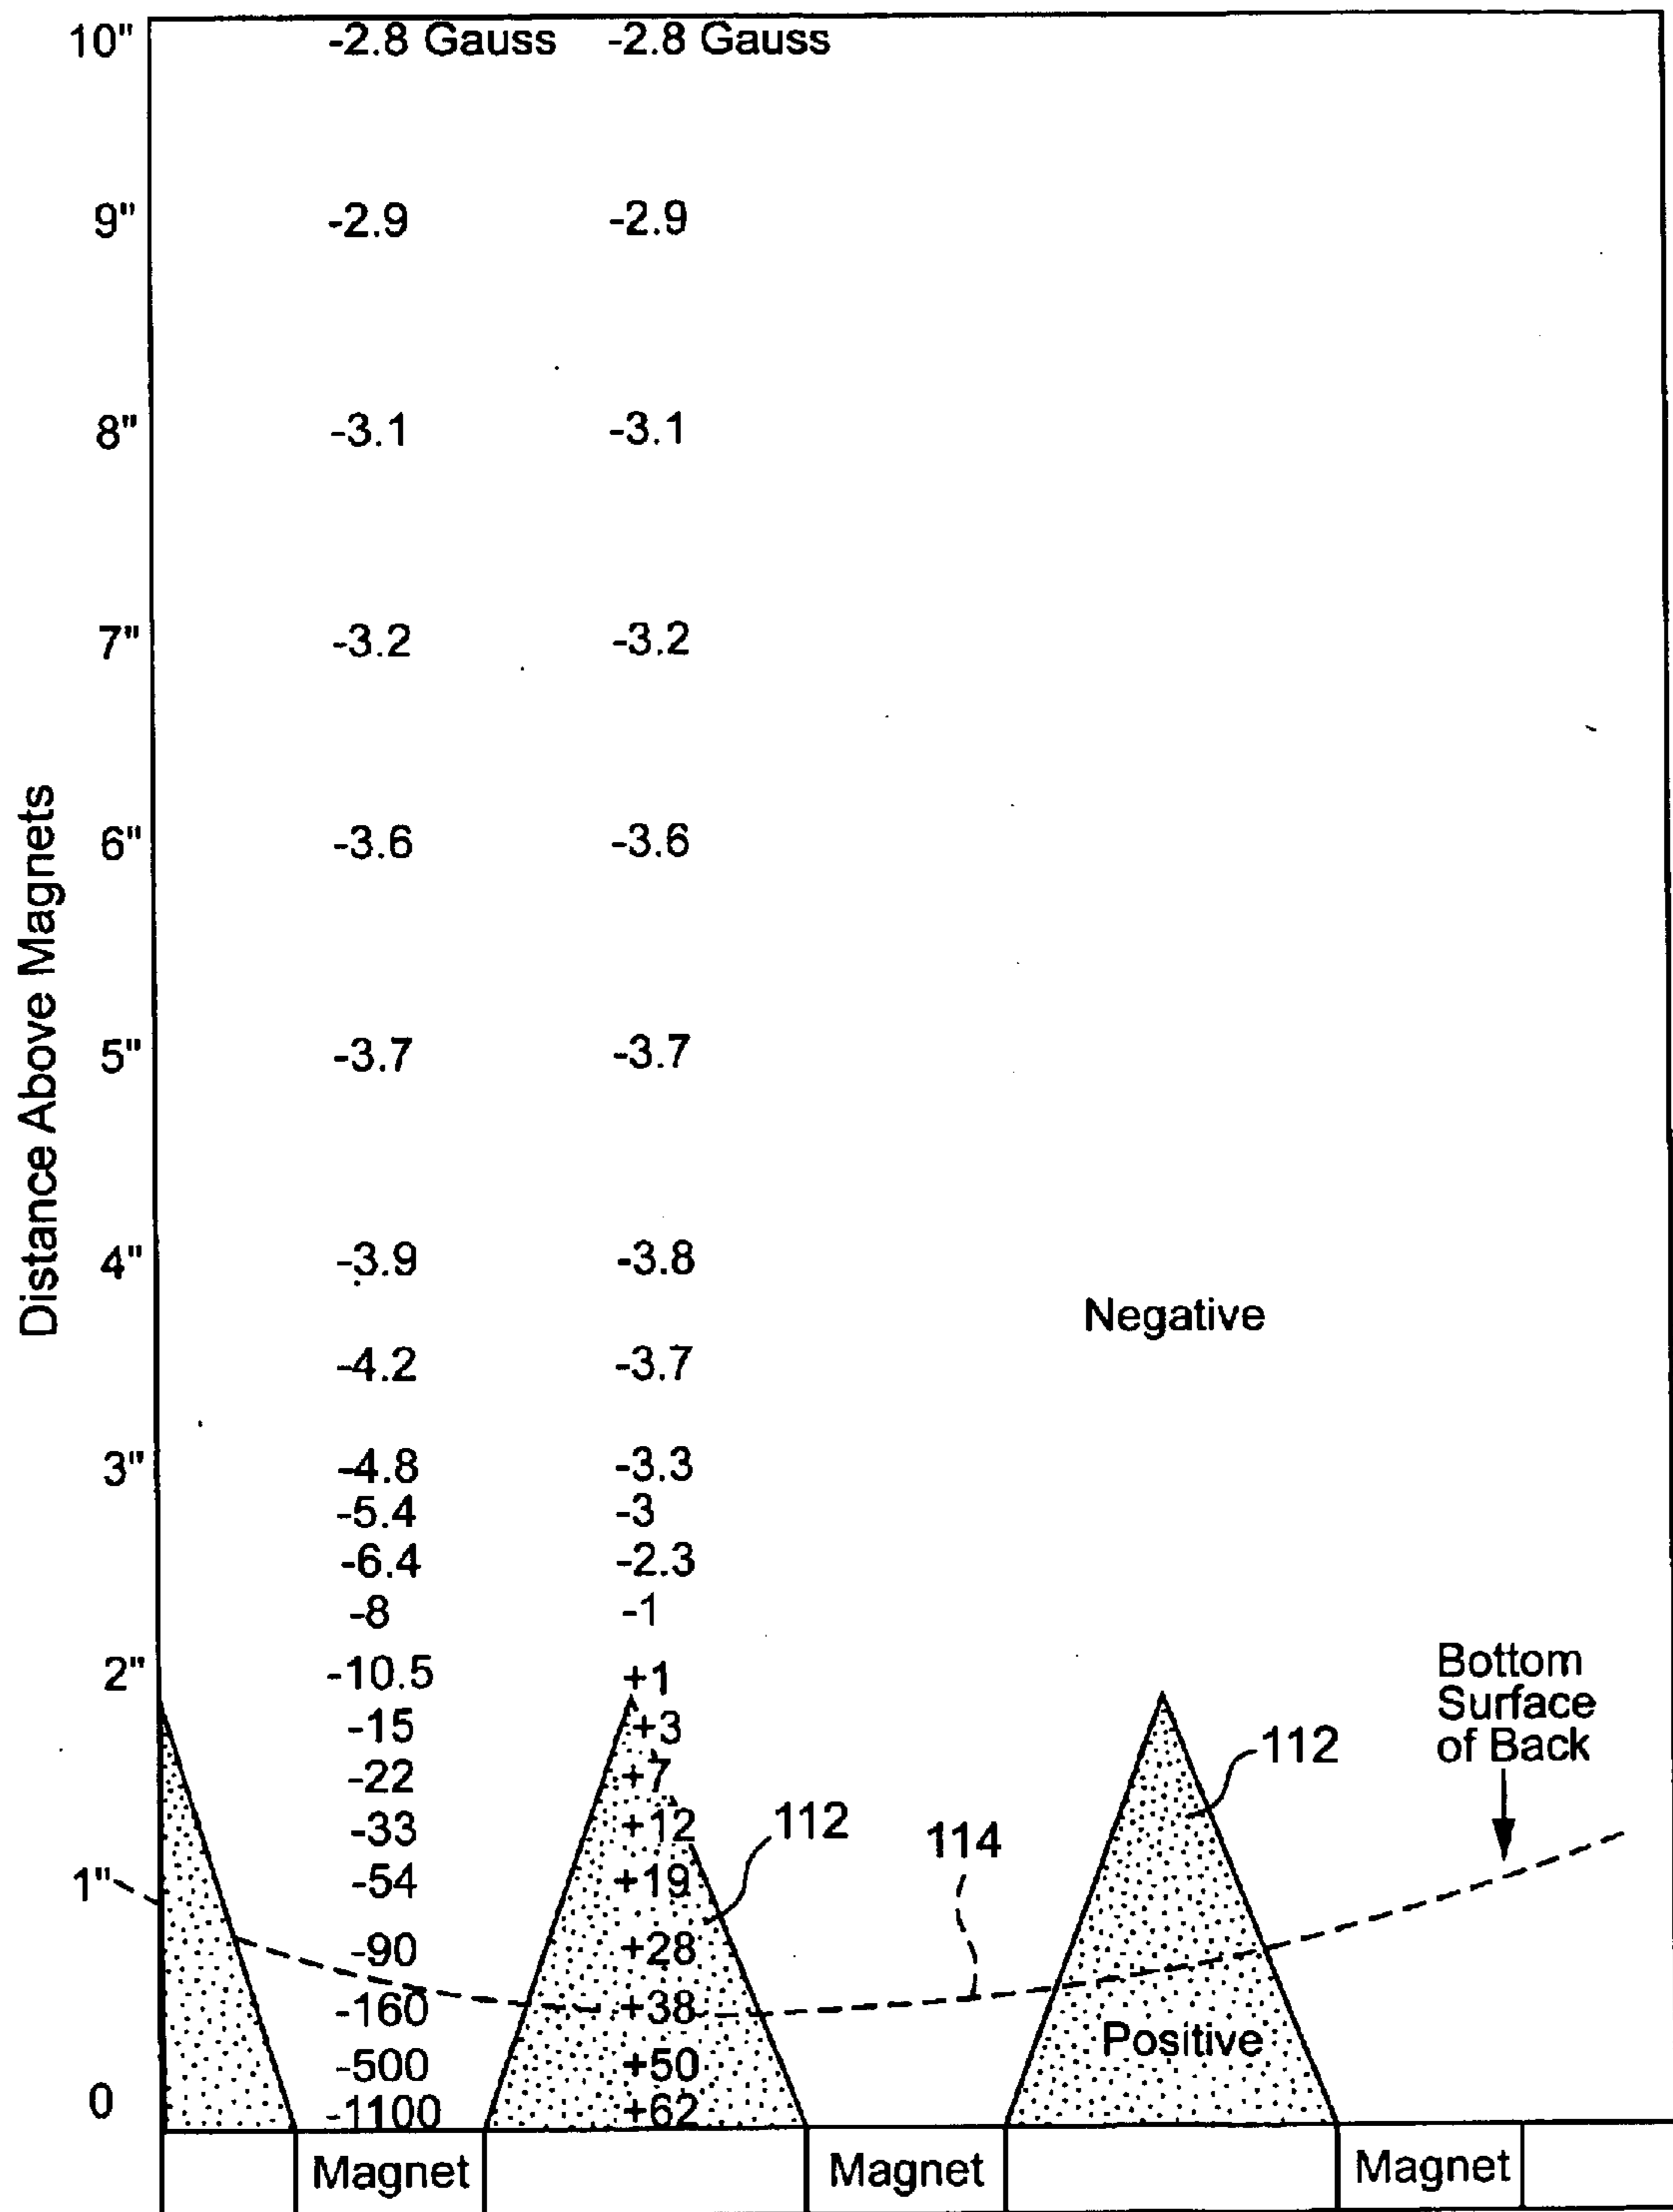 10" -2.8 Gauss -2.8 Gauss
9" -2.9 -2.9
8" -3.1 -3.1
7" -3.2 -3.2
6" -3.6 -3.6
5" -3.7 -3.7
Distance Above Magnets
4" -3.9 -3.8
Negative
-4.2 -3.7
3" -4.8 -3.3
-5.4 -3
-6.4 -2.3
-8 -1
2" -10.5 +1
Bottom
Surface
of Back
-15 +3
112
-22 +7
-33 +12 112 114
1" -54 +19
-90 +28
-160 +38
Positive
-500 +50
0 -1100 +62
Magnet Magnet Magnet